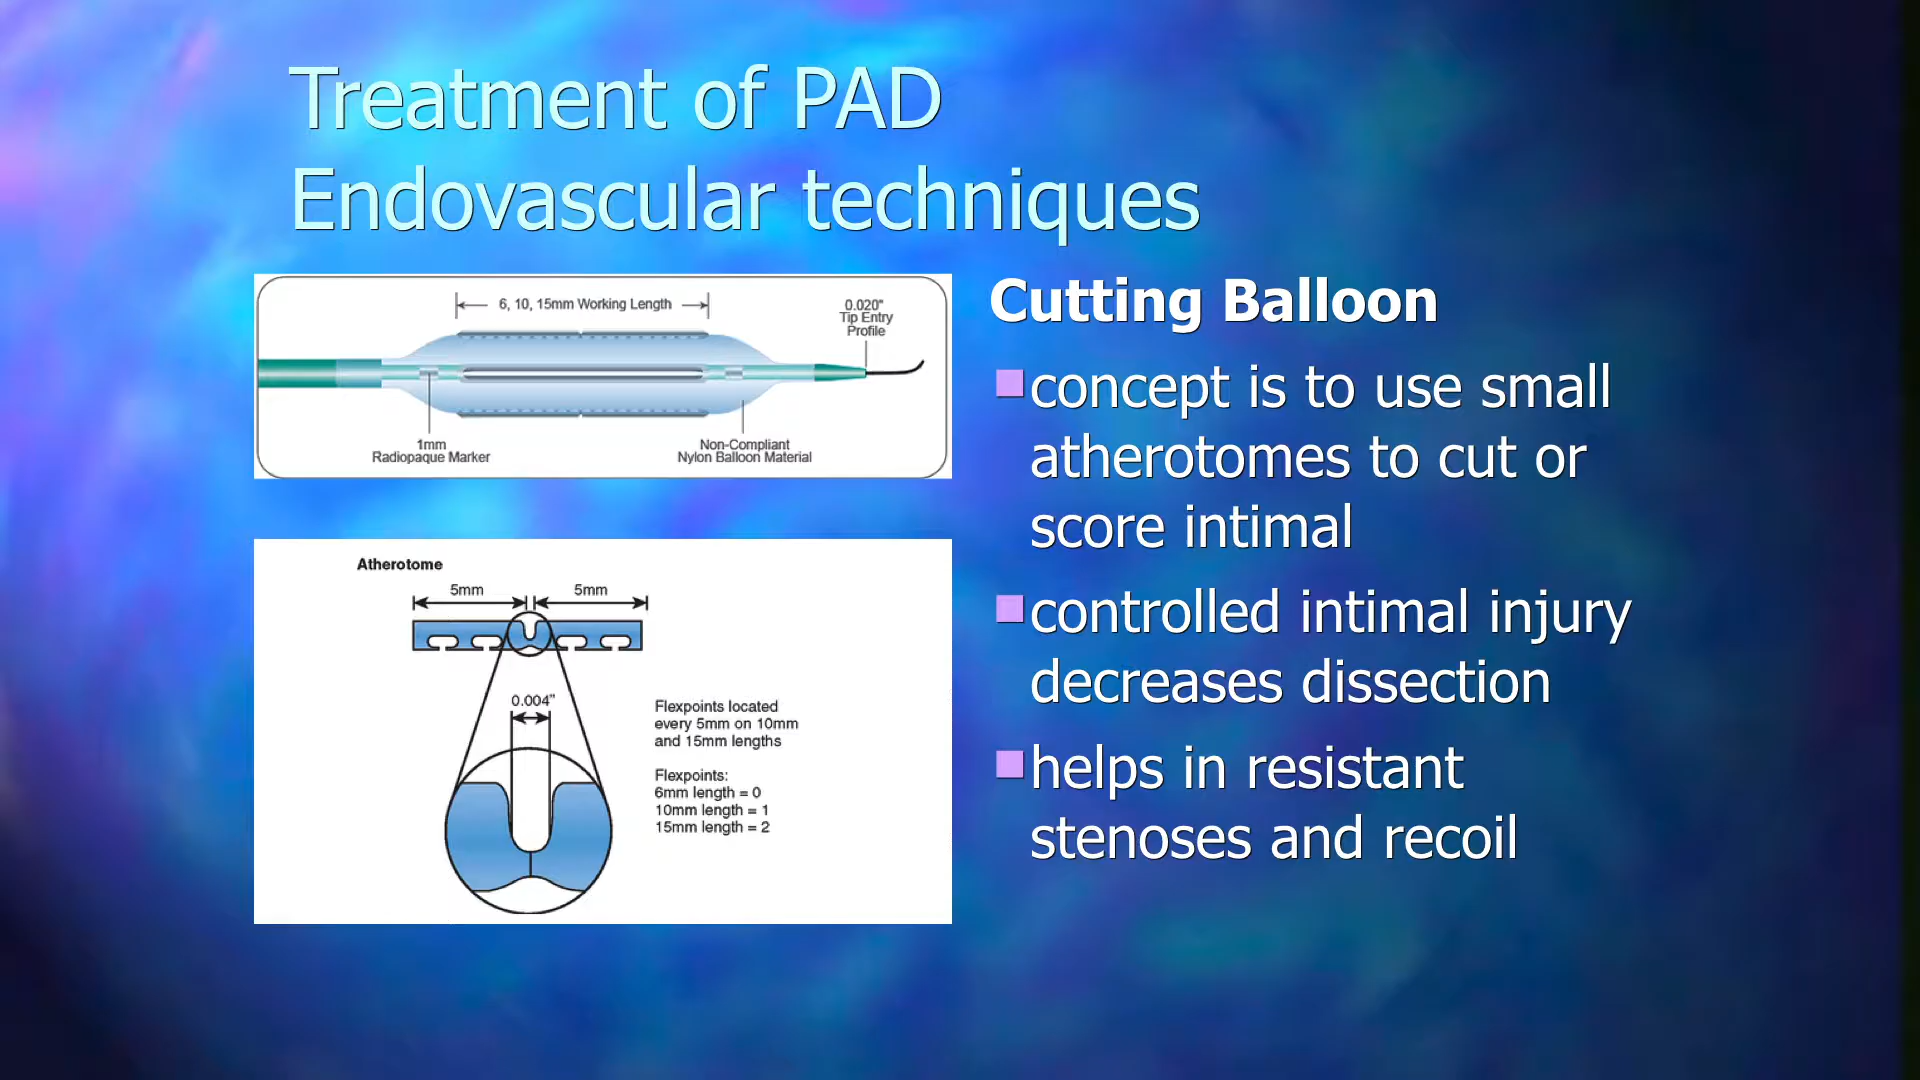 Treatment of PAD
Endovascular techniques
6, 10, 15mm Working Length
0.020"
Tip Entry
Profile
1mm
Radiopaque Marker
Non-Compliant
Nylon Balloon Material
Atherotome
5mm
5mm
0.004"
Flexpoints located
every 5mm on 10mm
and 15mm lengths
Flexpoints:
6mm length = 0
10mm length = 1
15mm length = 2
Cutting Balloon
concept is to use small
atherotomes to cut or
score intimal
controlled intimal injury
decreases dissection
helps in resistant
stenoses and recoil